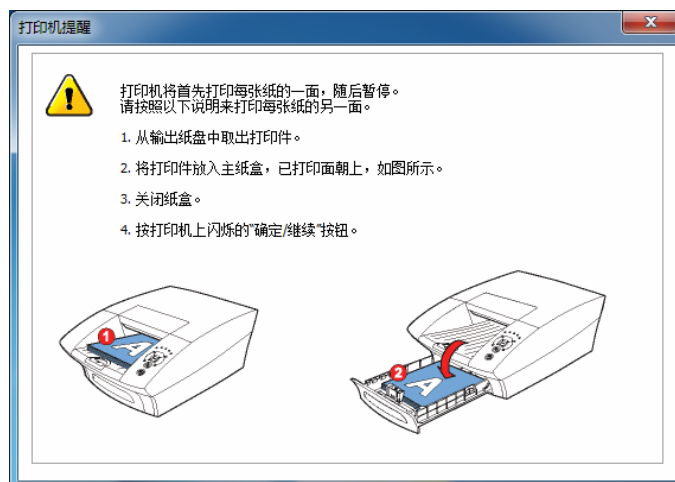 打印机提醒
打印机将首先打印每张纸的一面，随后暂停。
请按照以下说明来打印每张纸的另一面。
1. 从输出纸盘中取出打印件。
2. 将打印件放入主纸盒，已打印面朝上，如图所示。
3. 关闭纸盒。
4. 按打印机上闪烁的"确定/继续"按钮。
1
A
2
A